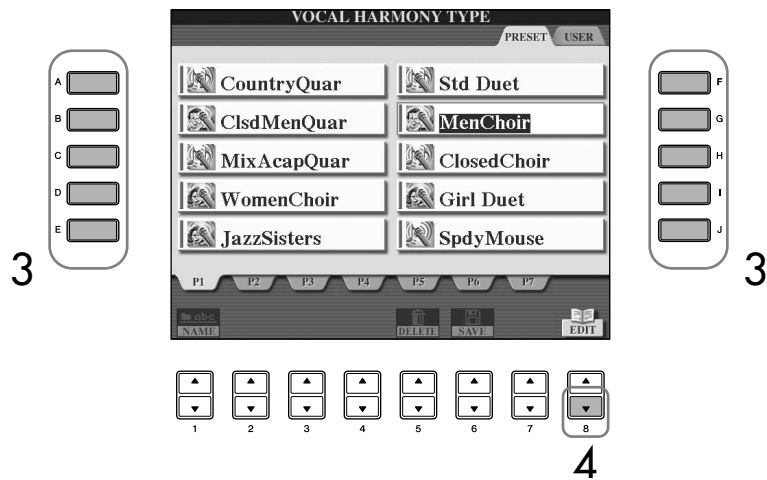 VOCAL HARMONY TYPE
PRESET USER
A CountryQuar Std Duet F
B ClsdMenQuar MenChoir G
C MixAcapQuar ClosedChoir H
D WomenChoir Girl Duet I
E JazzSisters SpdyMouse J
3 3
P1 P2 P3 P4 P5 P6 P7
abc
NAME DELETE SAVE EDIT
1 2 3 4 5 6 7 8
4